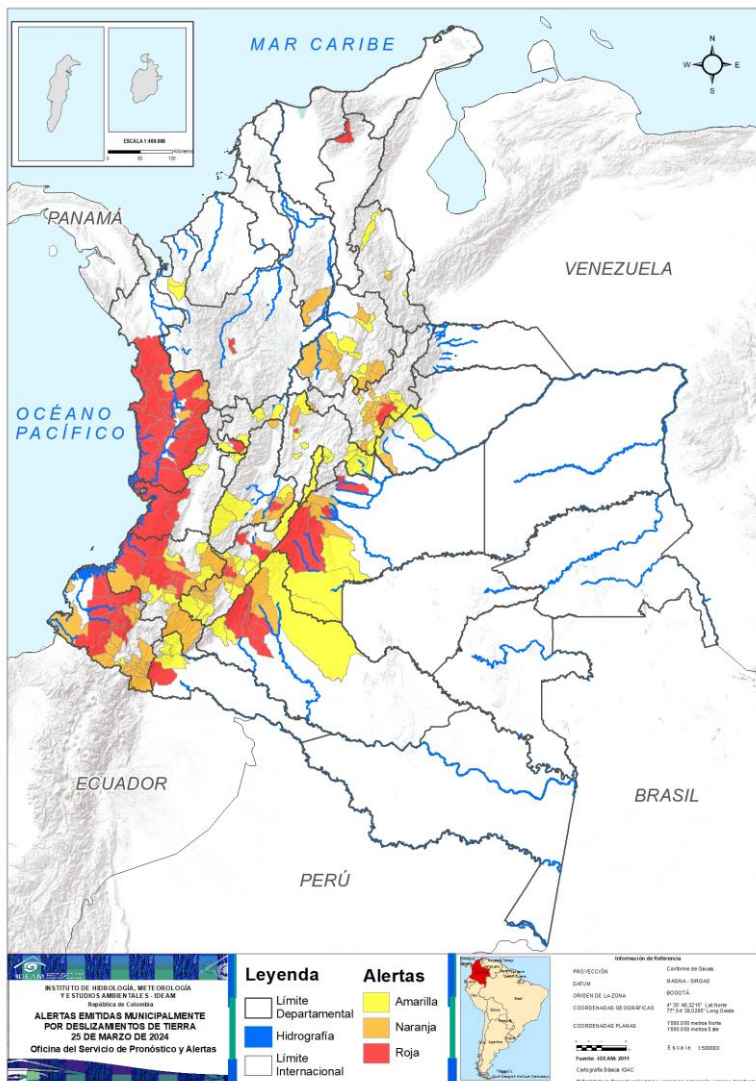 MAR CARIBE
N
W
E
S
ESCALA 1:400.000
PANAMÁ
VENEZUELA
OCÉANO
PACÍFICO
ECUADOR
BRASIL
PERÚ
IDEAM
INSTITUTO DE HIDROLOGÍA, METEOROLOGÍA
Y ESTUDIOS AMBIENTALES - IDEAM
República de Colombia
ALERTAS EMITIDAS MUNICIPALMENTE
POR DESLIZAMIENTOS DE TIERRA
25 DE MARZO DE 2024
Oficina del Servicio de Pronóstico y Alertas
Leyenda
Límite
Departamental
Hidrografía
Límite
Internacional
Alertas
Amarilla
Naranja
Roja
Información de Referencia
PROYECCIÓN Conforme de Gauss
DATUM MAGNA - SIRGAS
ORIGEN DE LA ZONA BOGOTÁ
COORDENADAS GEOGRÁFICAS
COORDENADAS PLANAS 1'000.000 metros Norte
1'000.000 metros Este
Escala
Fuente: IDEAM- 2011
Cartografía Básica IGAC